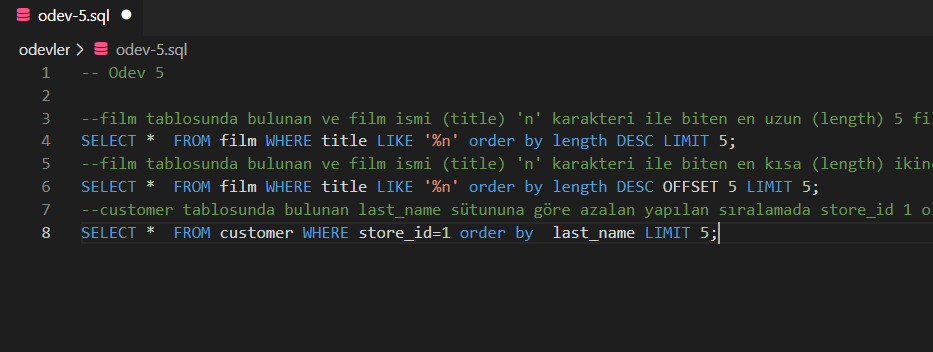 odev-5.sql
odevler > odev-5.sql
1 -- Odev 5
2
3 --film tablosunda bulunan ve film ismi (title) 'n' karakteri ile biten en uzun (length) 5 fi
4 SELECT *  FROM film WHERE title LIKE '%n' order by length DESC LIMIT 5;
5 --film tablosunda bulunan ve film ismi (title) 'n' karakteri ile biten en kısa (length) ikin
6 SELECT *  FROM film WHERE title LIKE '%n' order by length DESC OFFSET 5 LIMIT 5;
7 --customer tablosunda bulunan last_name sütununa göre azalan yapılan sıralamada store_id 1 o
8 SELECT *  FROM customer WHERE store_id=1 order by  last_name LIMIT 5;